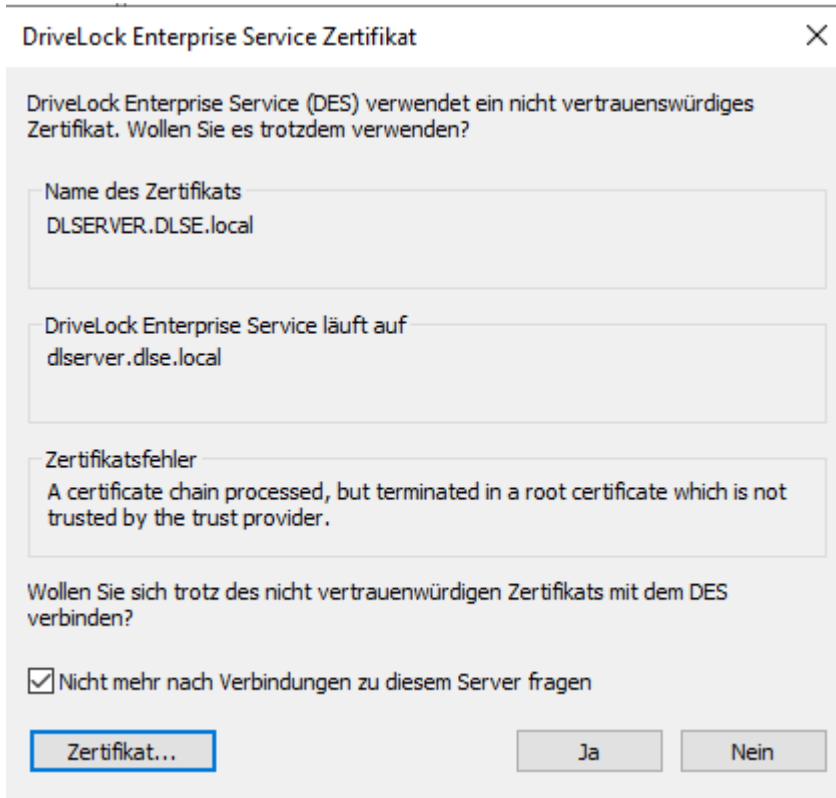 DriveLock Enterprise Service Zertifikat
DriveLock Enterprise Service (DES) verwendet ein nicht vertrauenswürdiges
Zertifikat. Wollen Sie es trotzdem verwenden?
Name des Zertifikats
DLSERVER.DLSE.local
DriveLock Enterprise Service läuft auf
dlserver.dlse.local
Zertifikatsfehler
A certificate chain processed, but terminated in a root certificate which is not
trusted by the trust provider.
Wollen Sie sich trotz des nicht vertrauenwürdigen Zertifikats mit dem DES
verbinden?
Nicht mehr nach Verbindungen zu diesem Server fragen
Zertifikat...
Ja
Nein